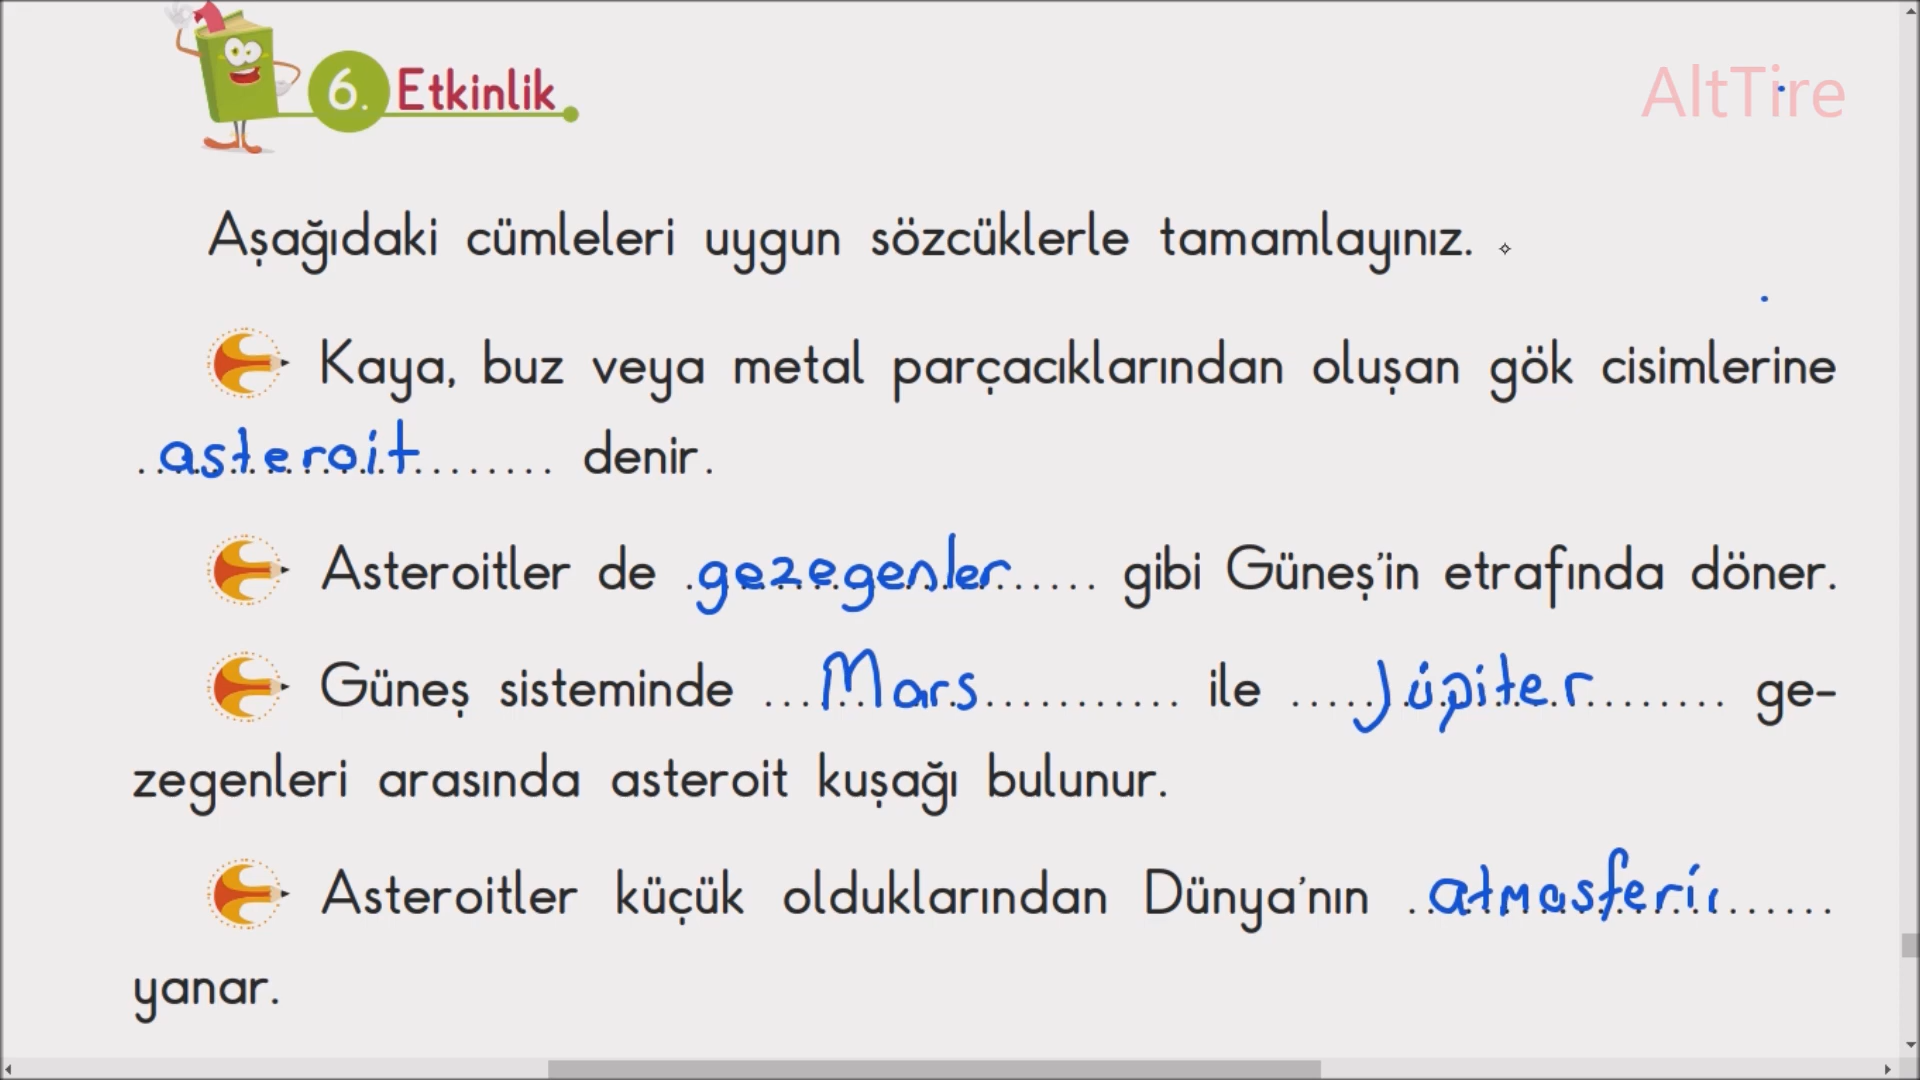 6. Etkinlik
AltTire
Aşağıdaki cümleleri uygun sözcüklerle tamamlayınız.
Kaya, buz veya metal parçacıklarından oluşan gök cisimlerine
asteroit denir.
Asteroitler de gezegenler gibi Güneş'in etrafında döner.
Güneş sisteminde Mars ile Jüpiter ge-
zegenleri arasında asteroit kuşağı bulunur.
Asteroitler küçük olduklarından Dünya'nın
yanar.